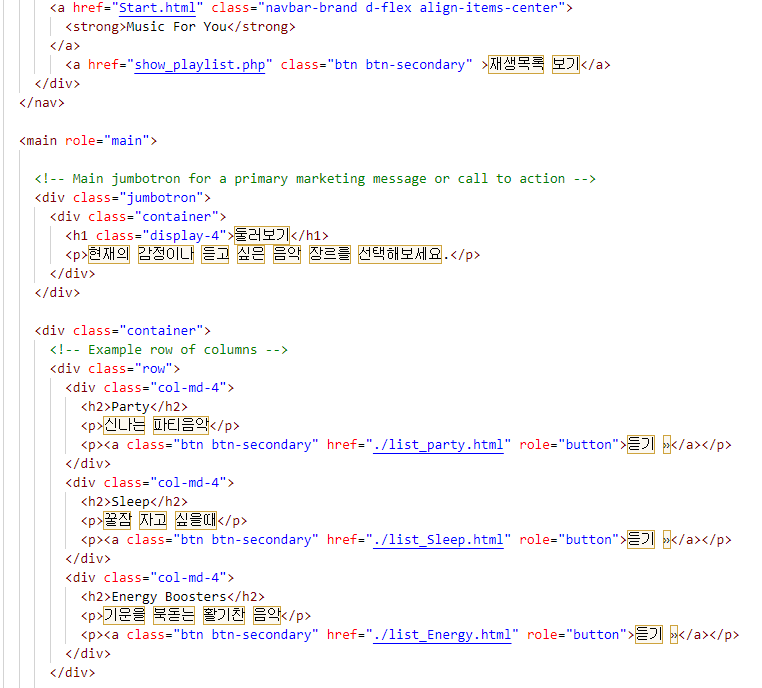 <a href="Start.html" class="navbar-brand d-flex align-items-center">
<strong>Music For You</strong>
</a>
<a href="show_playlist.php" class="btn btn-secondary" >재생목록 보기</a>
</div>
</nav>
<main role="main">
<!-- Main jumbotron for a primary marketing message or call to action -->
<div class="jumbotron">
<div class="container">
<h1 class="display-4">둘러보기</h1>
<p>현재의 감정이나 듣고 싶은 음악 장르를 선택해보세요.</p>
</div>
</div>
<div class="container">
<!-- Example row of columns -->
<div class="row">
<div class="col-md-4">
<h2>Party</h2>
<p>신나는 파티음악</p>
<p><a class="btn btn-secondary" href="./list_party.html" role="button">듣기 »</a></p>
</div>
<div class="col-md-4">
<h2>Sleep</h2>
<p>꿀잠 자고 싶을때</p>
<p><a class="btn btn-secondary" href="./list_Sleep.html" role="button">듣기 »</a></p>
</div>
<div class="col-md-4">
<h2>Energy Boosters</h2>
<p>기운을 북돋는 활기찬 음악</p>
<p><a class="btn btn-secondary" href="./list_Energy.html" role="button">듣기 »</a></p>
</div>
</div>